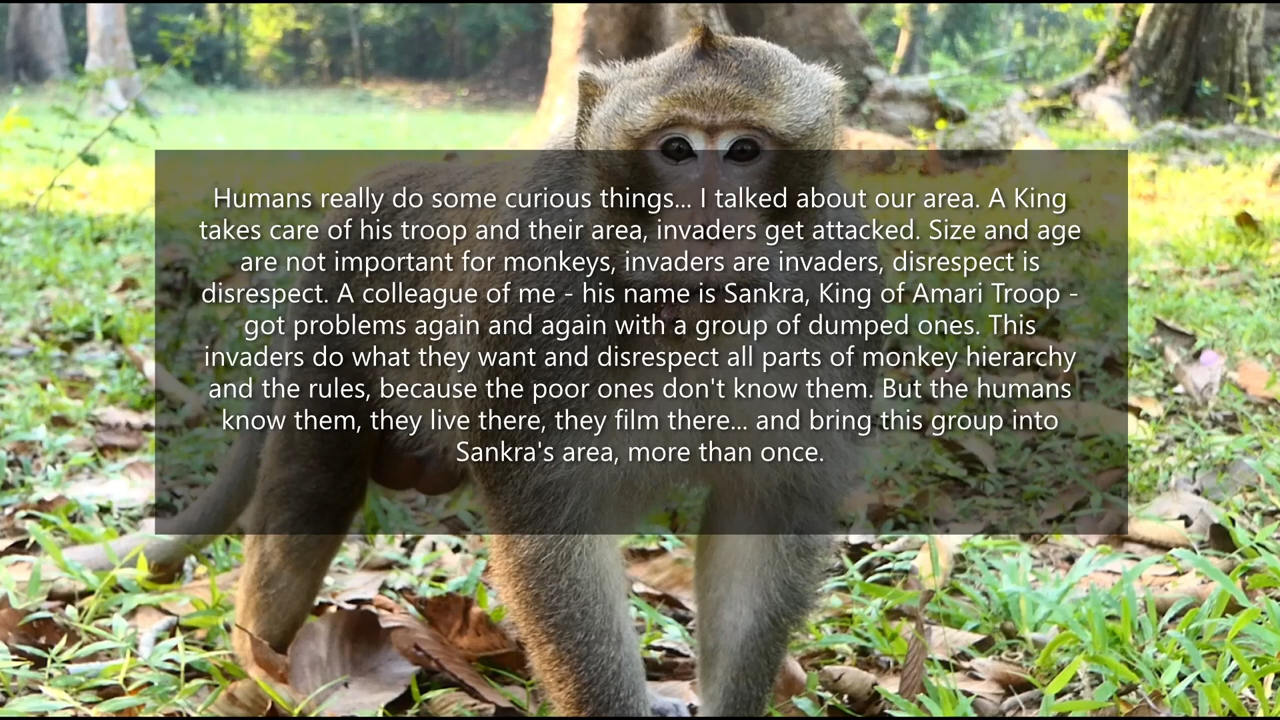 Humans really do some curious things... I talked about our area. A King
takes care of his troop and their area, invaders get attacked. Size and age
are not important for monkeys, invaders are invaders, disrespect is
disrespect. A colleague of me - his name is Sankra, King of Amari Troop -
got problems again and again with a group of dumped ones. This
invaders do what they want and disrespect all parts of monkey hierarchy
and the rules, because the poor ones don't know them. But the humans
know them, they live there, they film there... and bring this group into
Sankra's area, more than once.